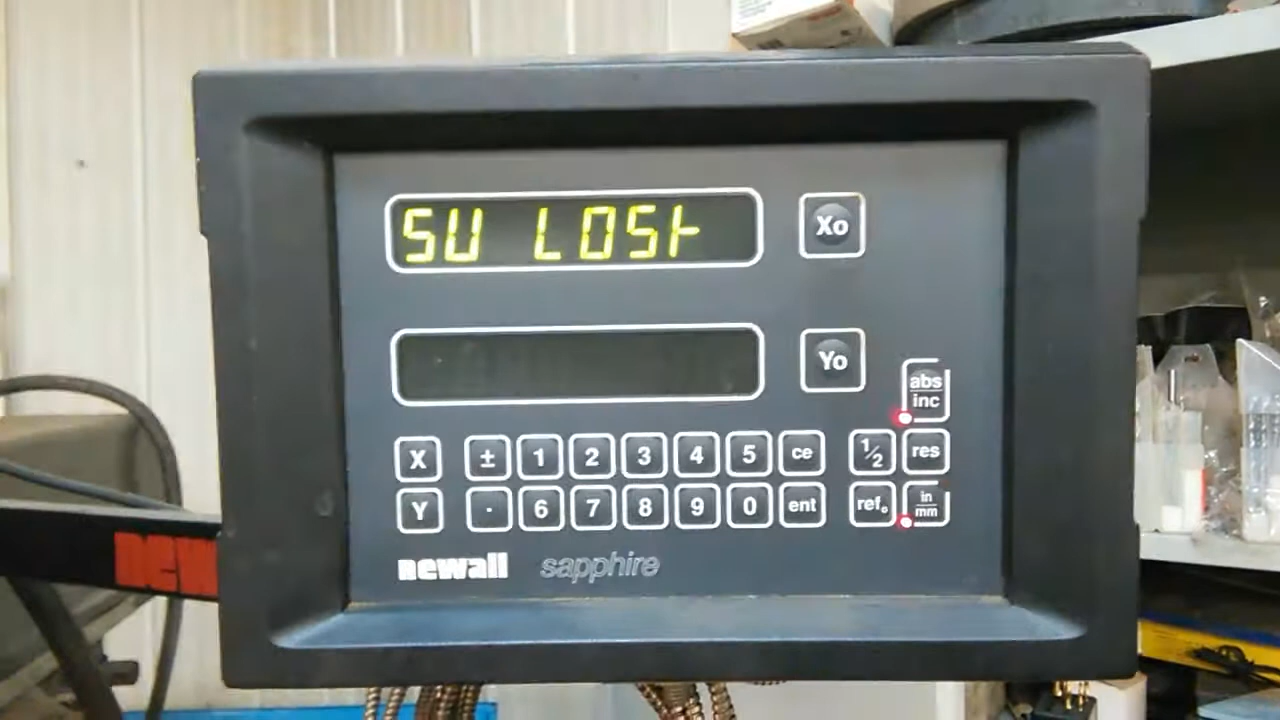 SU LOSt
Xo
Yo
abs
inc
X ± 1 2 3 4 5 ce 1/2 res
Y . 6 7 8 9 0 ent ref. in
mm
newall sapphire